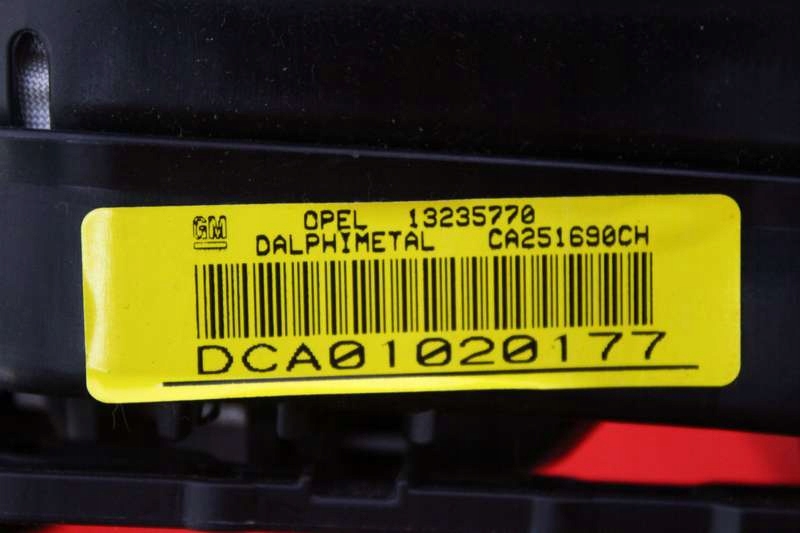 GM OPEL 13235770
DALPHIMETAL CA251690CH
DCA01020177